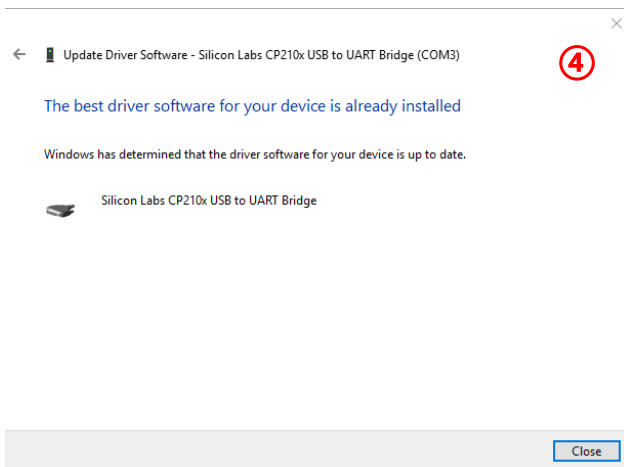 Update Driver Software - Silicon Labs CP210x USB to UART Bridge (COM3)
④
The best driver software for your device is already installed
Windows has determined that the driver software for your device is up to date.
Silicon Labs CP210x USB to UART Bridge
Close